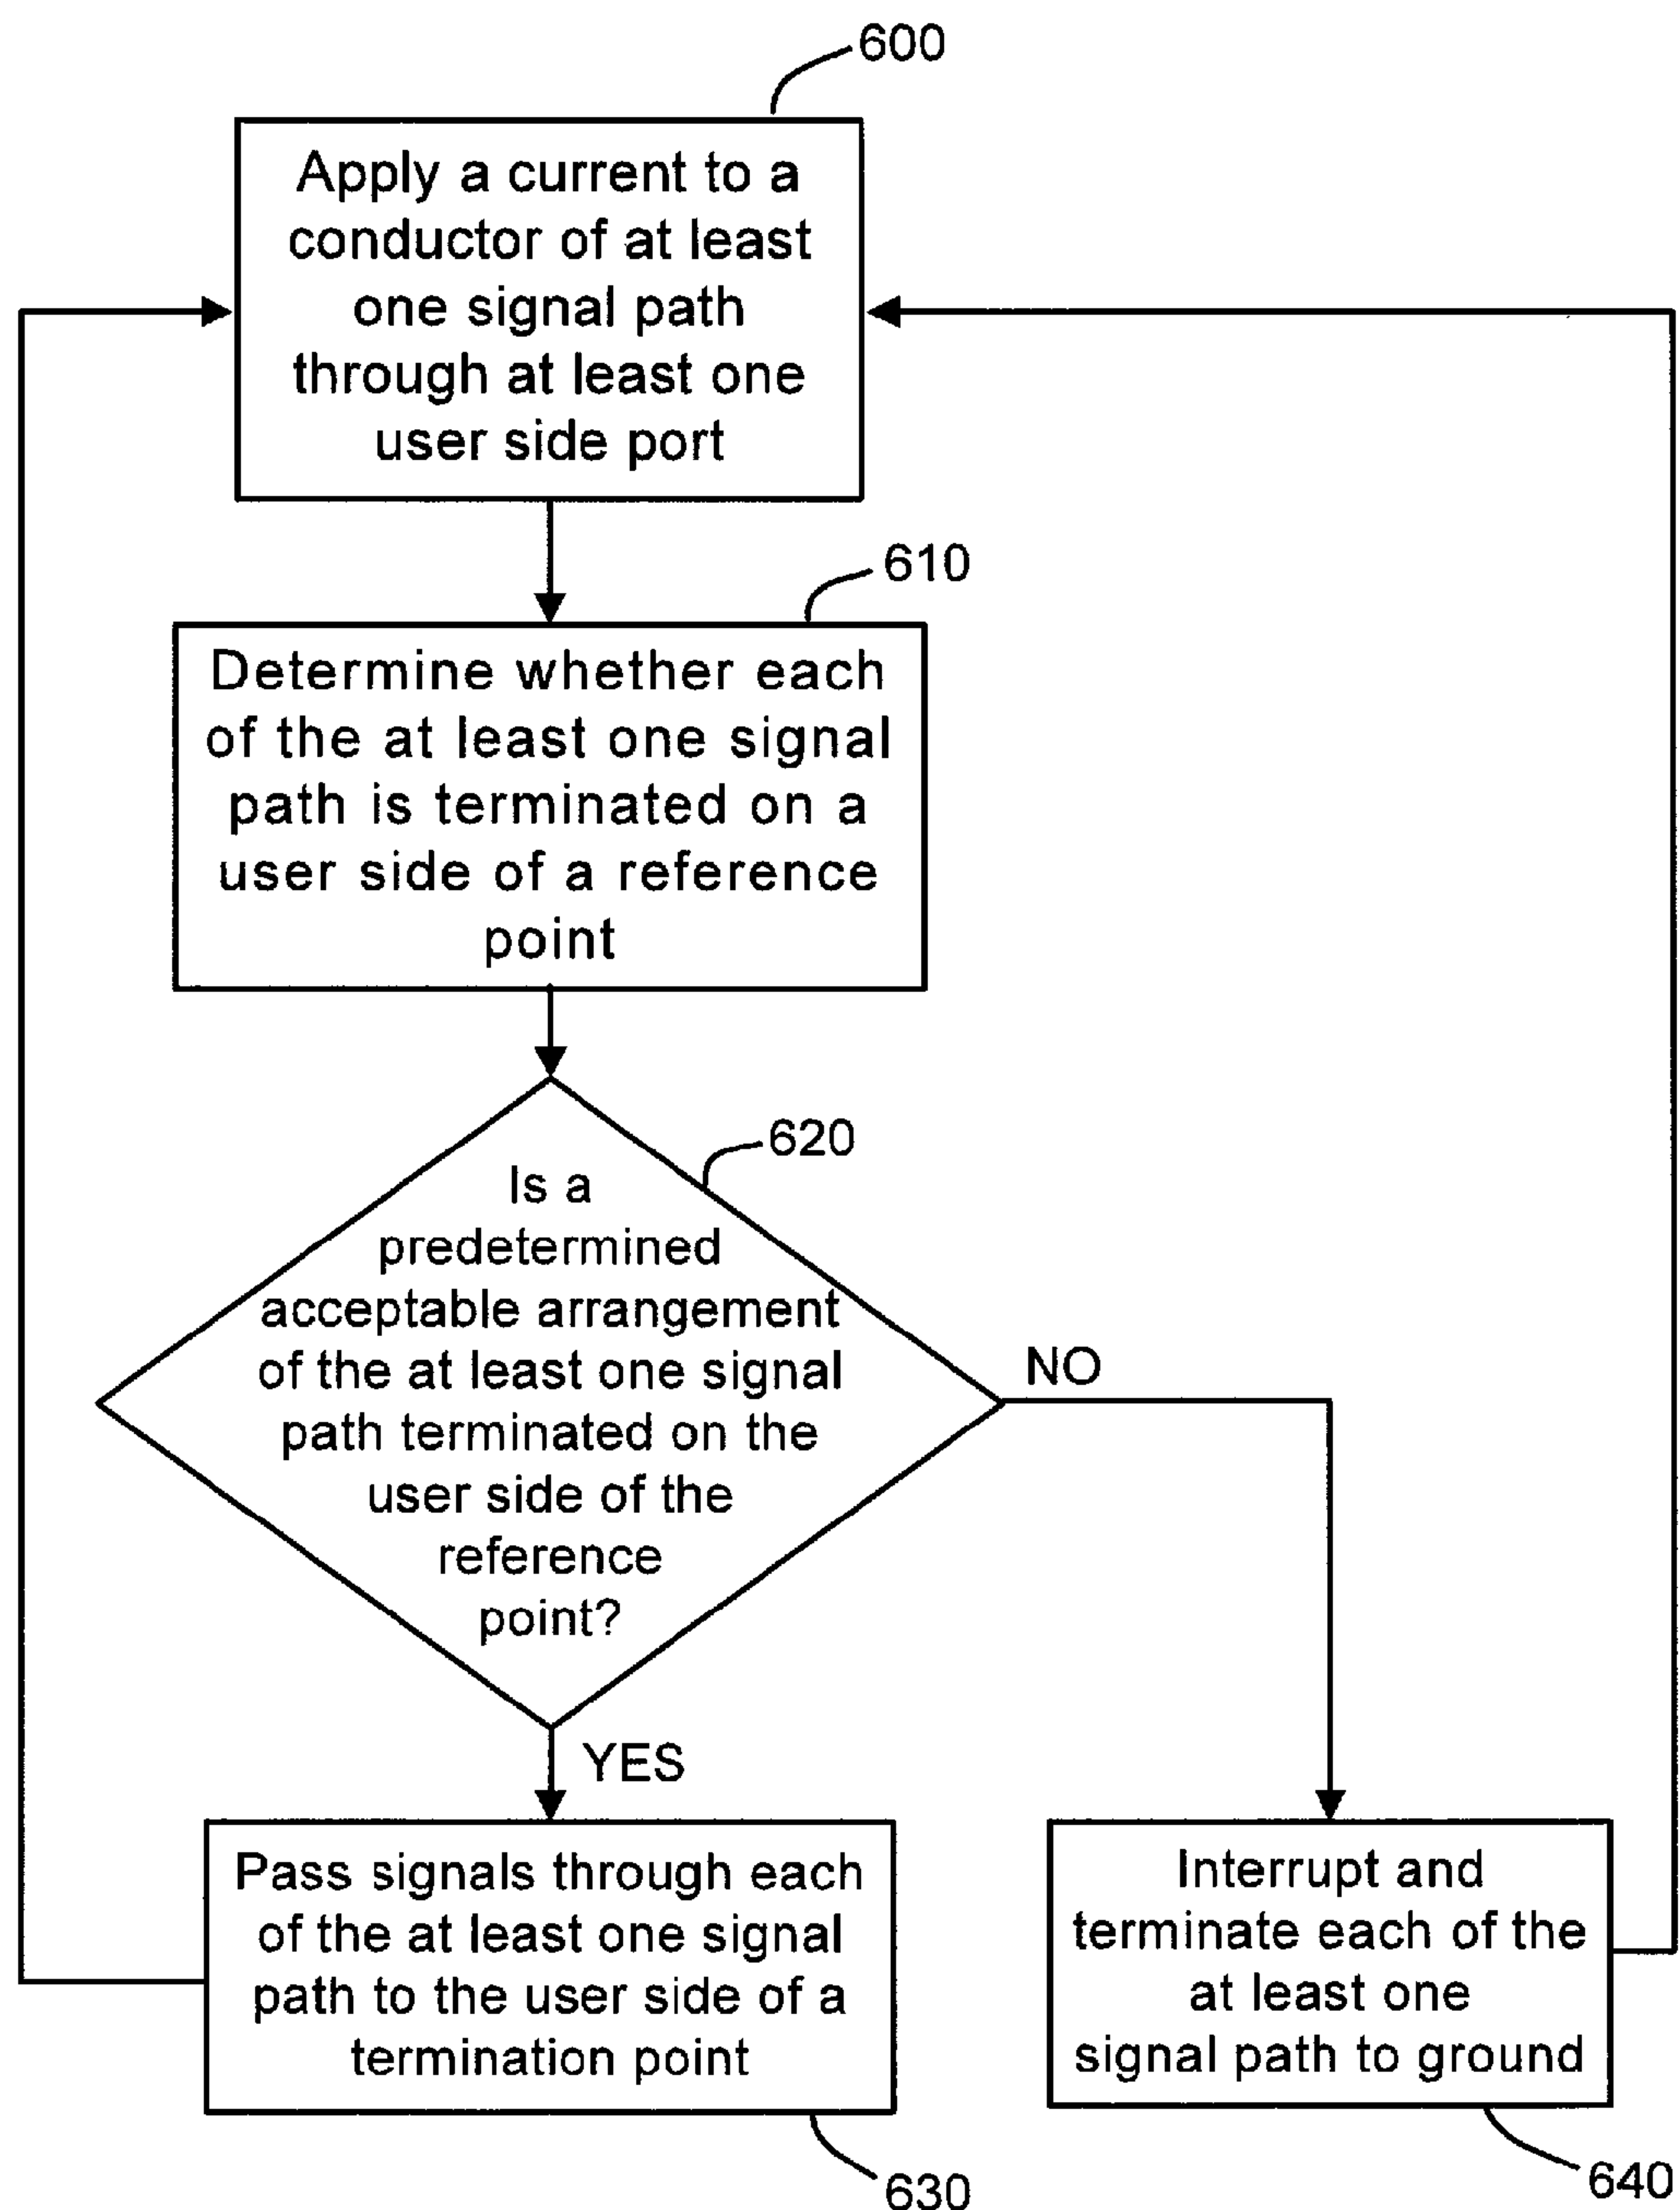 600
Apply a current to a
conductor of at least
one signal path
through at least one
user side port
610
Determine whether each
of the at least one signal
path is terminated on a
user side of a reference
point
620
Is a
predetermined
acceptable arrangement
of the at least one signal
path terminated on the
user side of the
reference
point?
NO
YES
Pass signals through each
of the at least one signal
path to the user side of a
termination point
630
Interrupt and
terminate each of the
at least one
signal path to ground
640